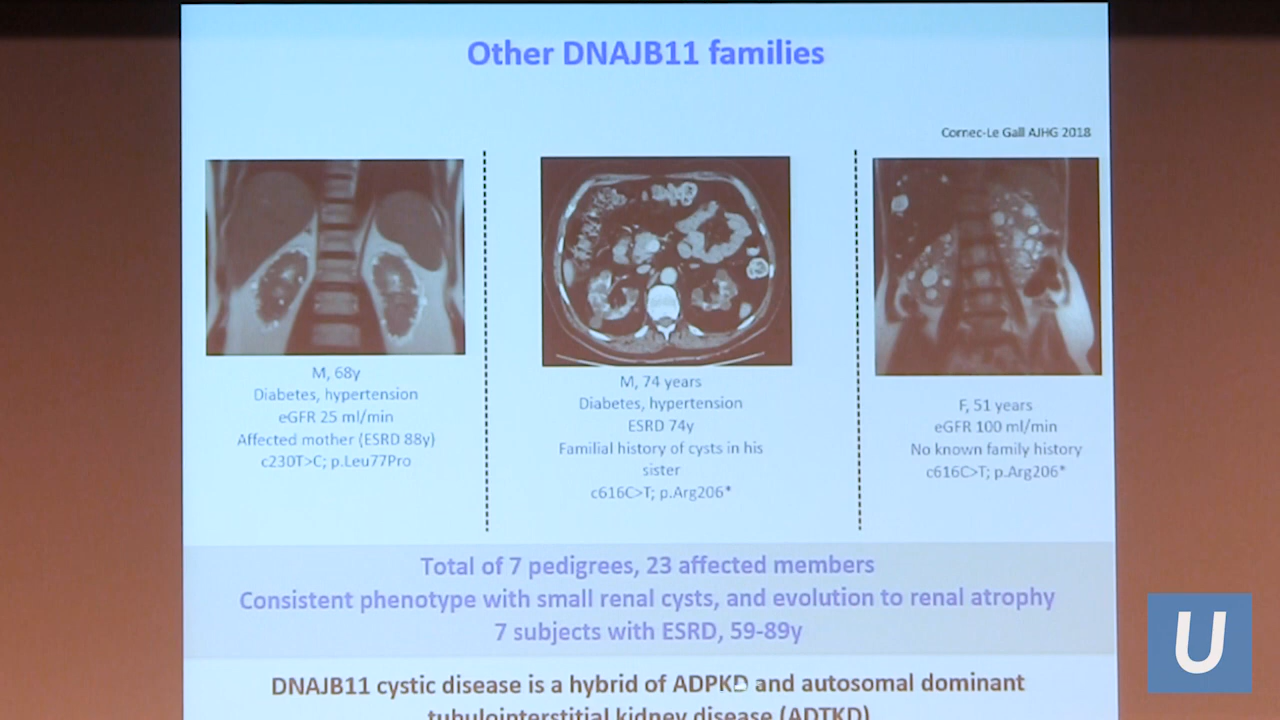 Other DNAJB11 families
Cornec-Le Gall AJHG 2018
M, 68y
Diabetes, hypertension
eGFR 25 ml/min
Affected mother (ESRD 88y)
c230T>C; p.Leu77Pro
M, 74 years
Diabetes, hypertension
ESRD 74y
Familial history of cysts in his
sister
c616C>T; p.Arg206*
F, 51 years
eGFR 100 ml/min
No known family history
c616C>T; p.Arg206*
Total of 7 pedigrees, 23 affected members
Consistent phenotype with small renal cysts, and evolution to renal atrophy
7 subjects with ESRD, 59-89y
DNAJB11 cystic disease is a hybrid of ADPKD and autosomal dominant
tubulointerstitial kidney disease (ADTKD)
U